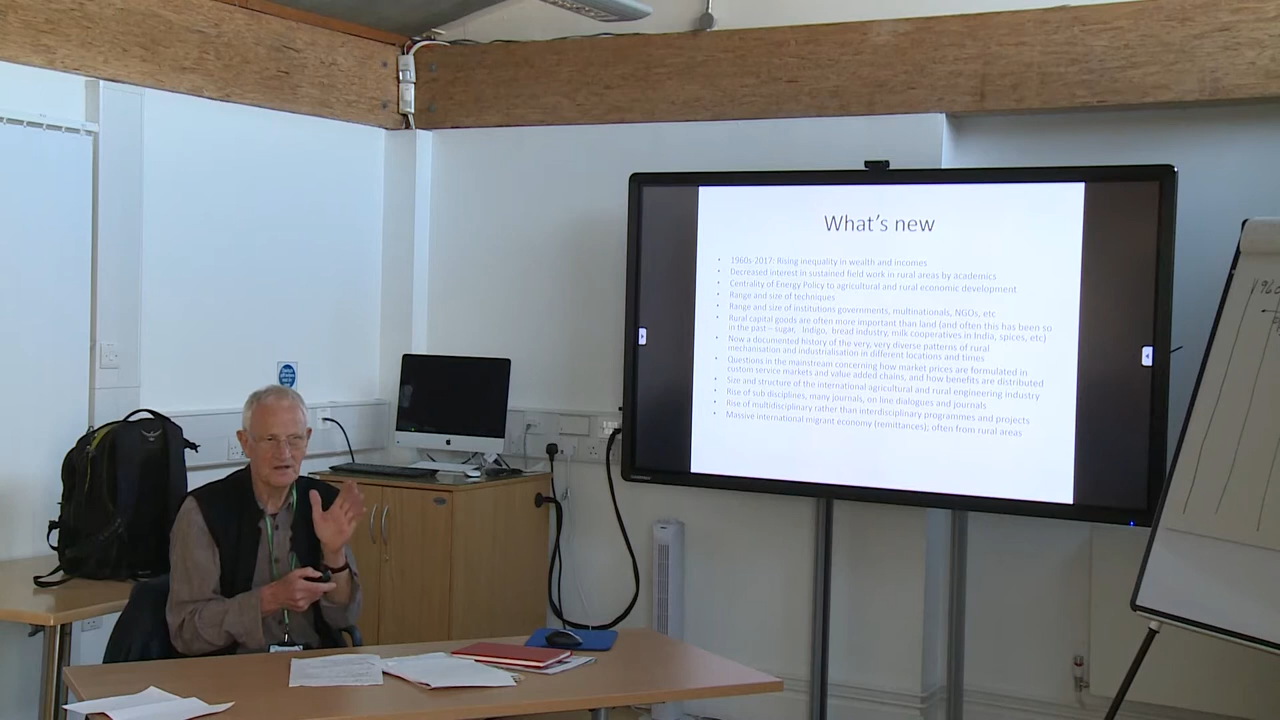 What's new
• 1960s-2017: Rising inequality in wealth and incomes
• Decreased interest in sustained field work in rural areas by academics
• Centrality of Energy Policy to agricultural and rural economic development
• Range and size of techniques
• Range and size of institutions governments, multinationals, NGOs, etc
• Rural capital goods are often more important than land (and often this has been so
in the past – sugar, Indigo, bread industry, milk cooperatives in India, spices, etc)
• Now a documented history of the very, very diverse patterns of rural
mechanisation and industrialisation in different locations and times
• Questions in the mainstream concerning how market prices are formulated in
custom service markets and value added chains, and how benefits are distributed
• Size and structure of the international agricultural and rural engineering industry
• Rise of sub disciplines, many journals, on line dialogues and journals
• Rise of multidisciplinary rather than interdisciplinary programmes and projects
• Massive international migrant economy (remittances); often from rural areas